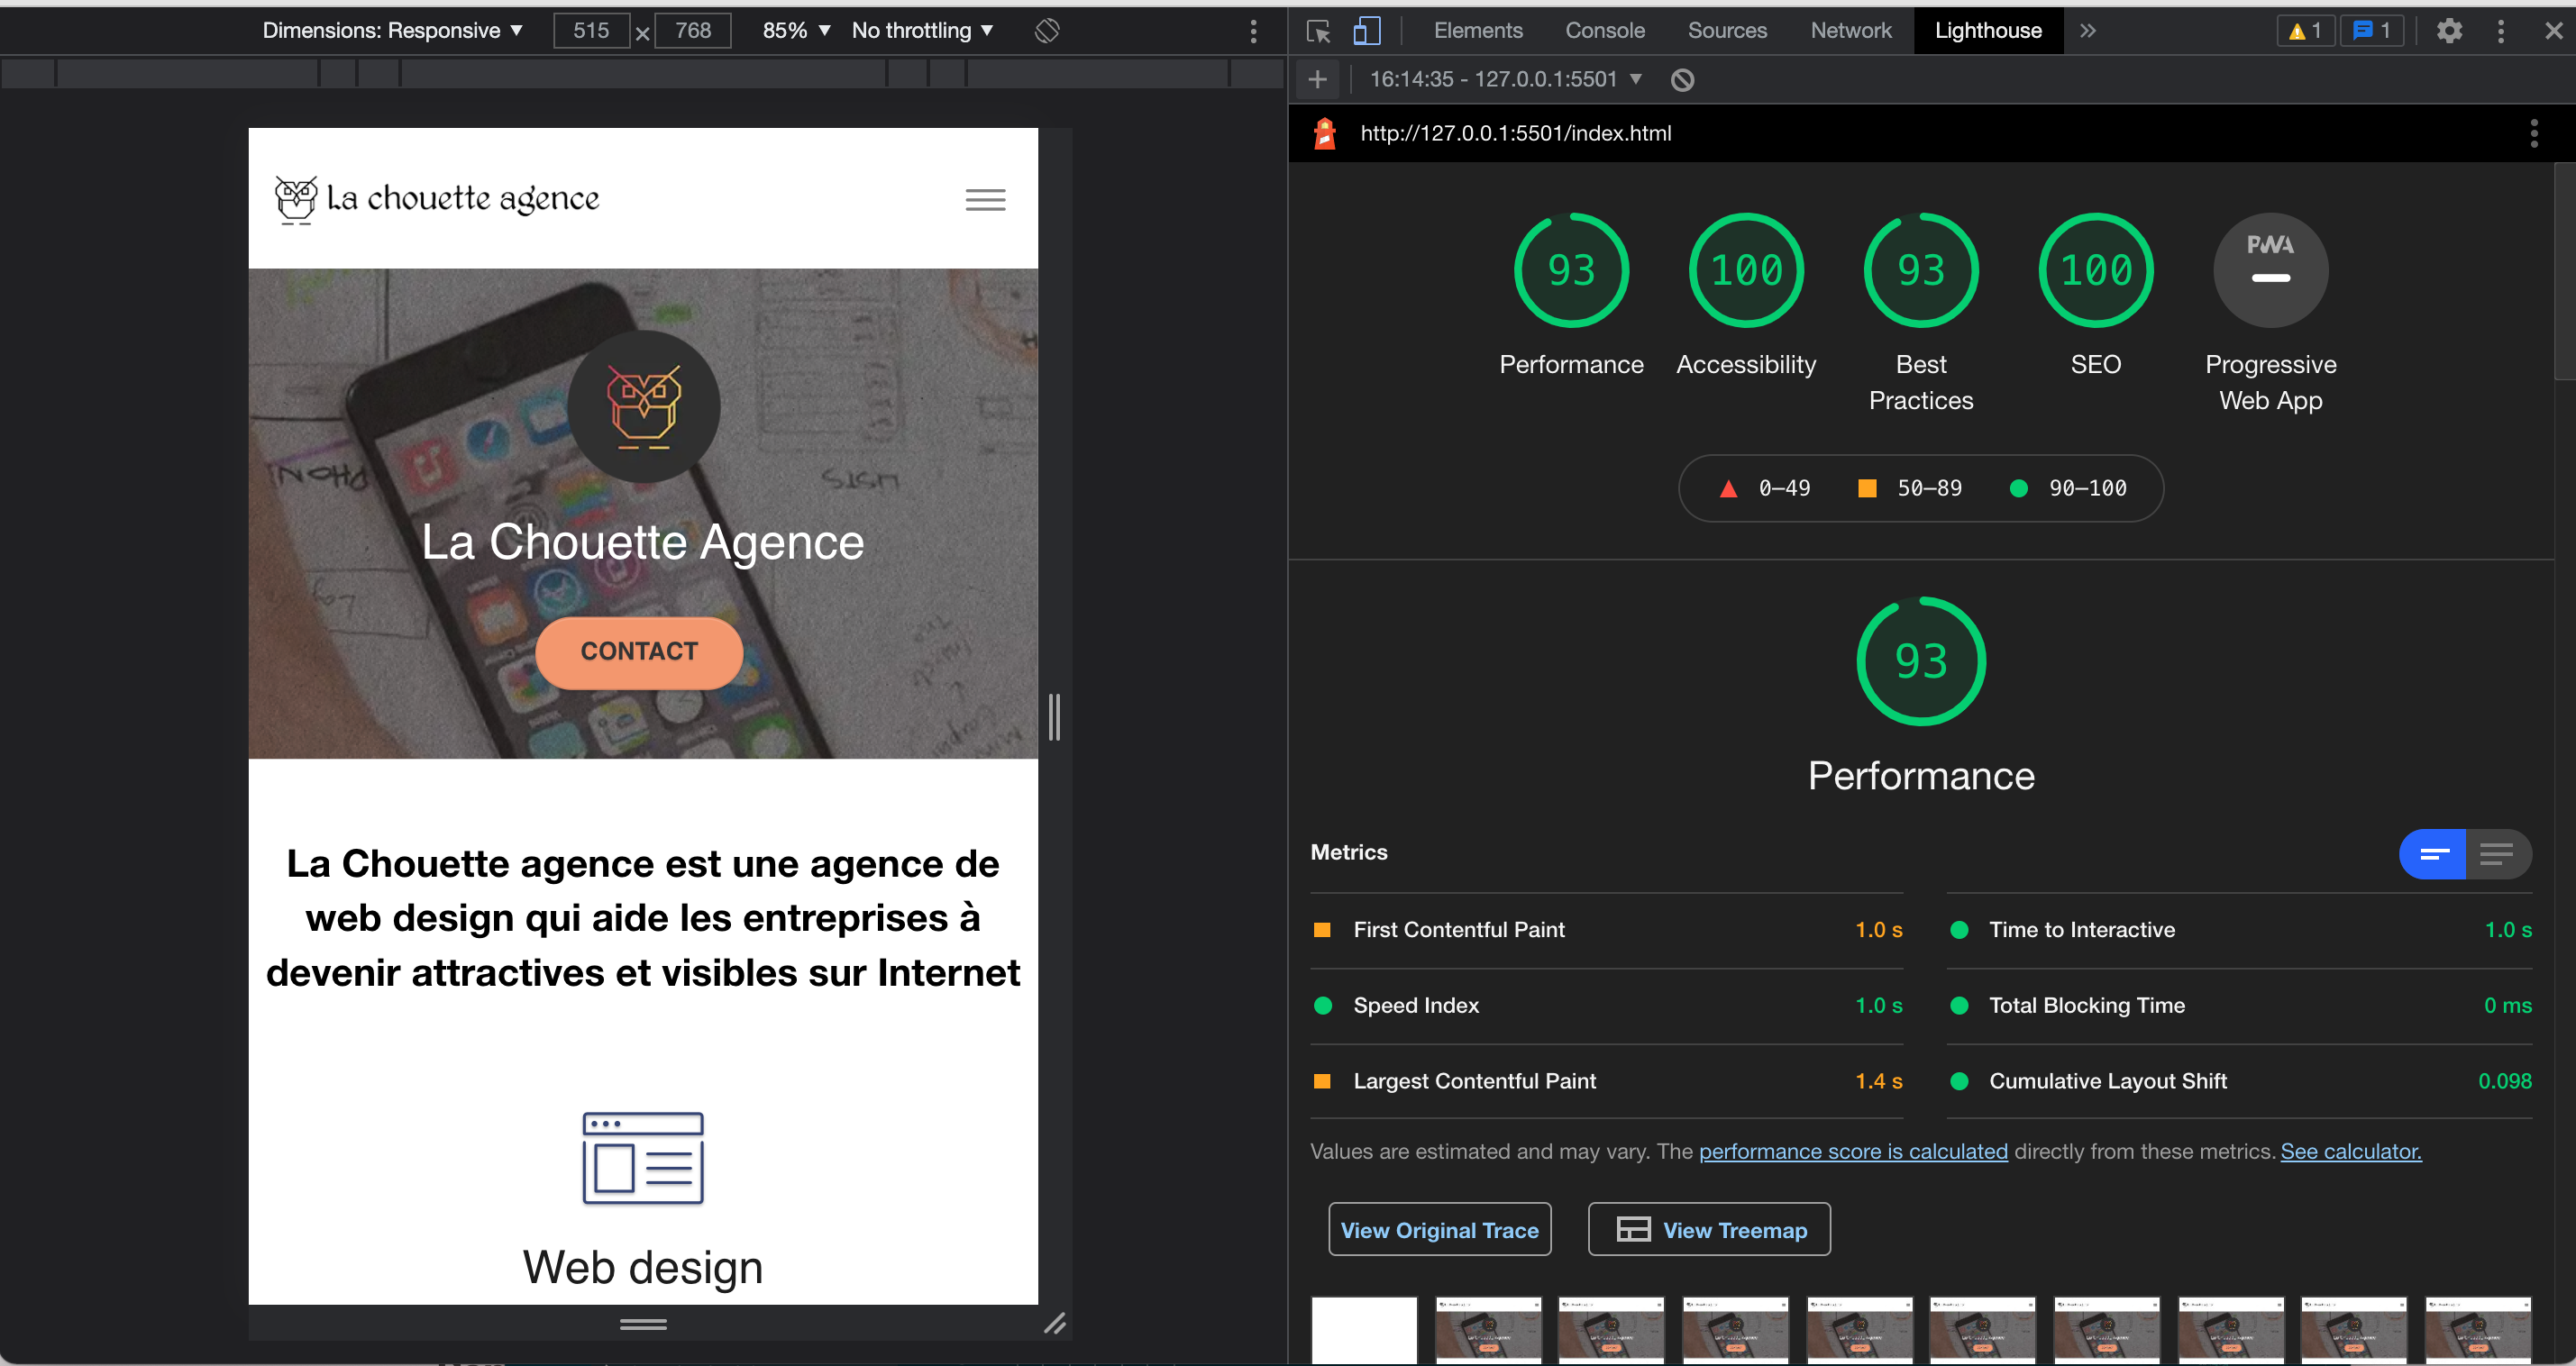 Dimensions: Responsive ▼ 515 × 768 85% ▼ No throttling ▼
Elements Console Sources Network Lighthouse » 1 1
16:14:35 - 127.0.0.1:5501 ▼
http://127.0.0.1:5501/index.html
La chouette agence
La Chouette Agence
CONTACT
La Chouette agence est une agence de
web design qui aide les entreprises à
devenir attractives et visibles sur Internet
Web design
93 100 93 100 PWA
Performance Accessibility Best Practices SEO Progressive Web App
0–49 50–89 90–100
93
Performance
Metrics
First Contentful Paint 1.0 s
Time to Interactive 1.0 s
Speed Index 1.0 s
Total Blocking Time 0 ms
Largest Contentful Paint 1.4 s
Cumulative Layout Shift 0.098
Values are estimated and may vary. The performance score is calculated directly from these metrics. See calculator.
View Original Trace View Treemap